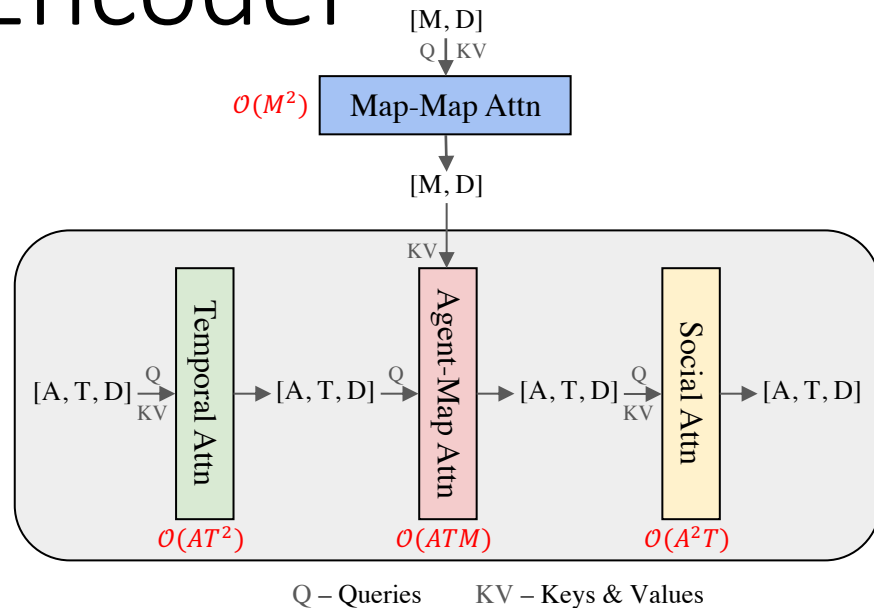 Encoder
[M, D]
Q KV
𝒪(M²) Map-Map Attn
[M, D]
KV
Temporal Attn
Agent-Map Attn
Social Attn
[A, T, D] Q KV [A, T, D] Q [A, T, D] Q KV [A, T, D]
𝒪(AT²) 𝒪(ATM) 𝒪(A²T)
Q – Queries KV – Keys & Values